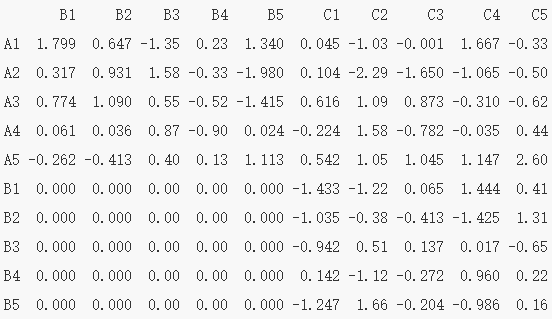 B1 B2 B3 B4 B5 C1 C2 C3 C4 C5
A1 1.799 0.647 -1.35 0.23 1.340 0.045 -1.03 -0.001 1.667 -0.33
A2 0.317 0.931 1.58 -0.33 -1.980 0.104 -2.29 -1.650 -1.065 -0.50
A3 0.774 1.090 0.55 -0.52 -1.415 0.616 1.09 0.873 -0.310 -0.62
A4 0.061 0.036 0.87 -0.90 0.024 -0.224 1.58 -0.782 -0.035 0.44
A5 -0.262 -0.413 0.40 0.13 1.113 0.542 1.05 1.045 1.147 2.60
B1 0.000 0.000 0.00 0.00 0.000 -1.433 -1.22 0.065 1.444 0.41
B2 0.000 0.000 0.00 0.00 0.000 -1.035 -0.38 -0.413 -1.425 1.31
B3 0.000 0.000 0.00 0.00 0.000 -0.942 0.51 0.137 0.017 -0.65
B4 0.000 0.000 0.00 0.00 0.000 0.142 -1.12 -0.272 0.960 0.22
B5 0.000 0.000 0.00 0.00 0.000 -1.247 1.66 -0.204 -0.986 0.16